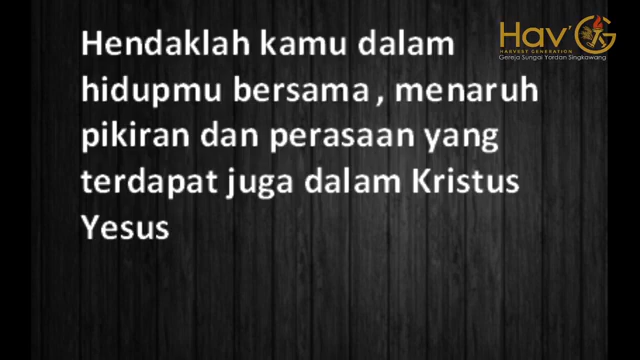 Hav'G
HARVEST GENERATION
Gereja Sungai Yordan Singkawang
Hendaklah kamu dalam
hidupmu bersama , menaruh
pikiran dan perasaan yang
terdapat juga dalam Kristus
Yesus